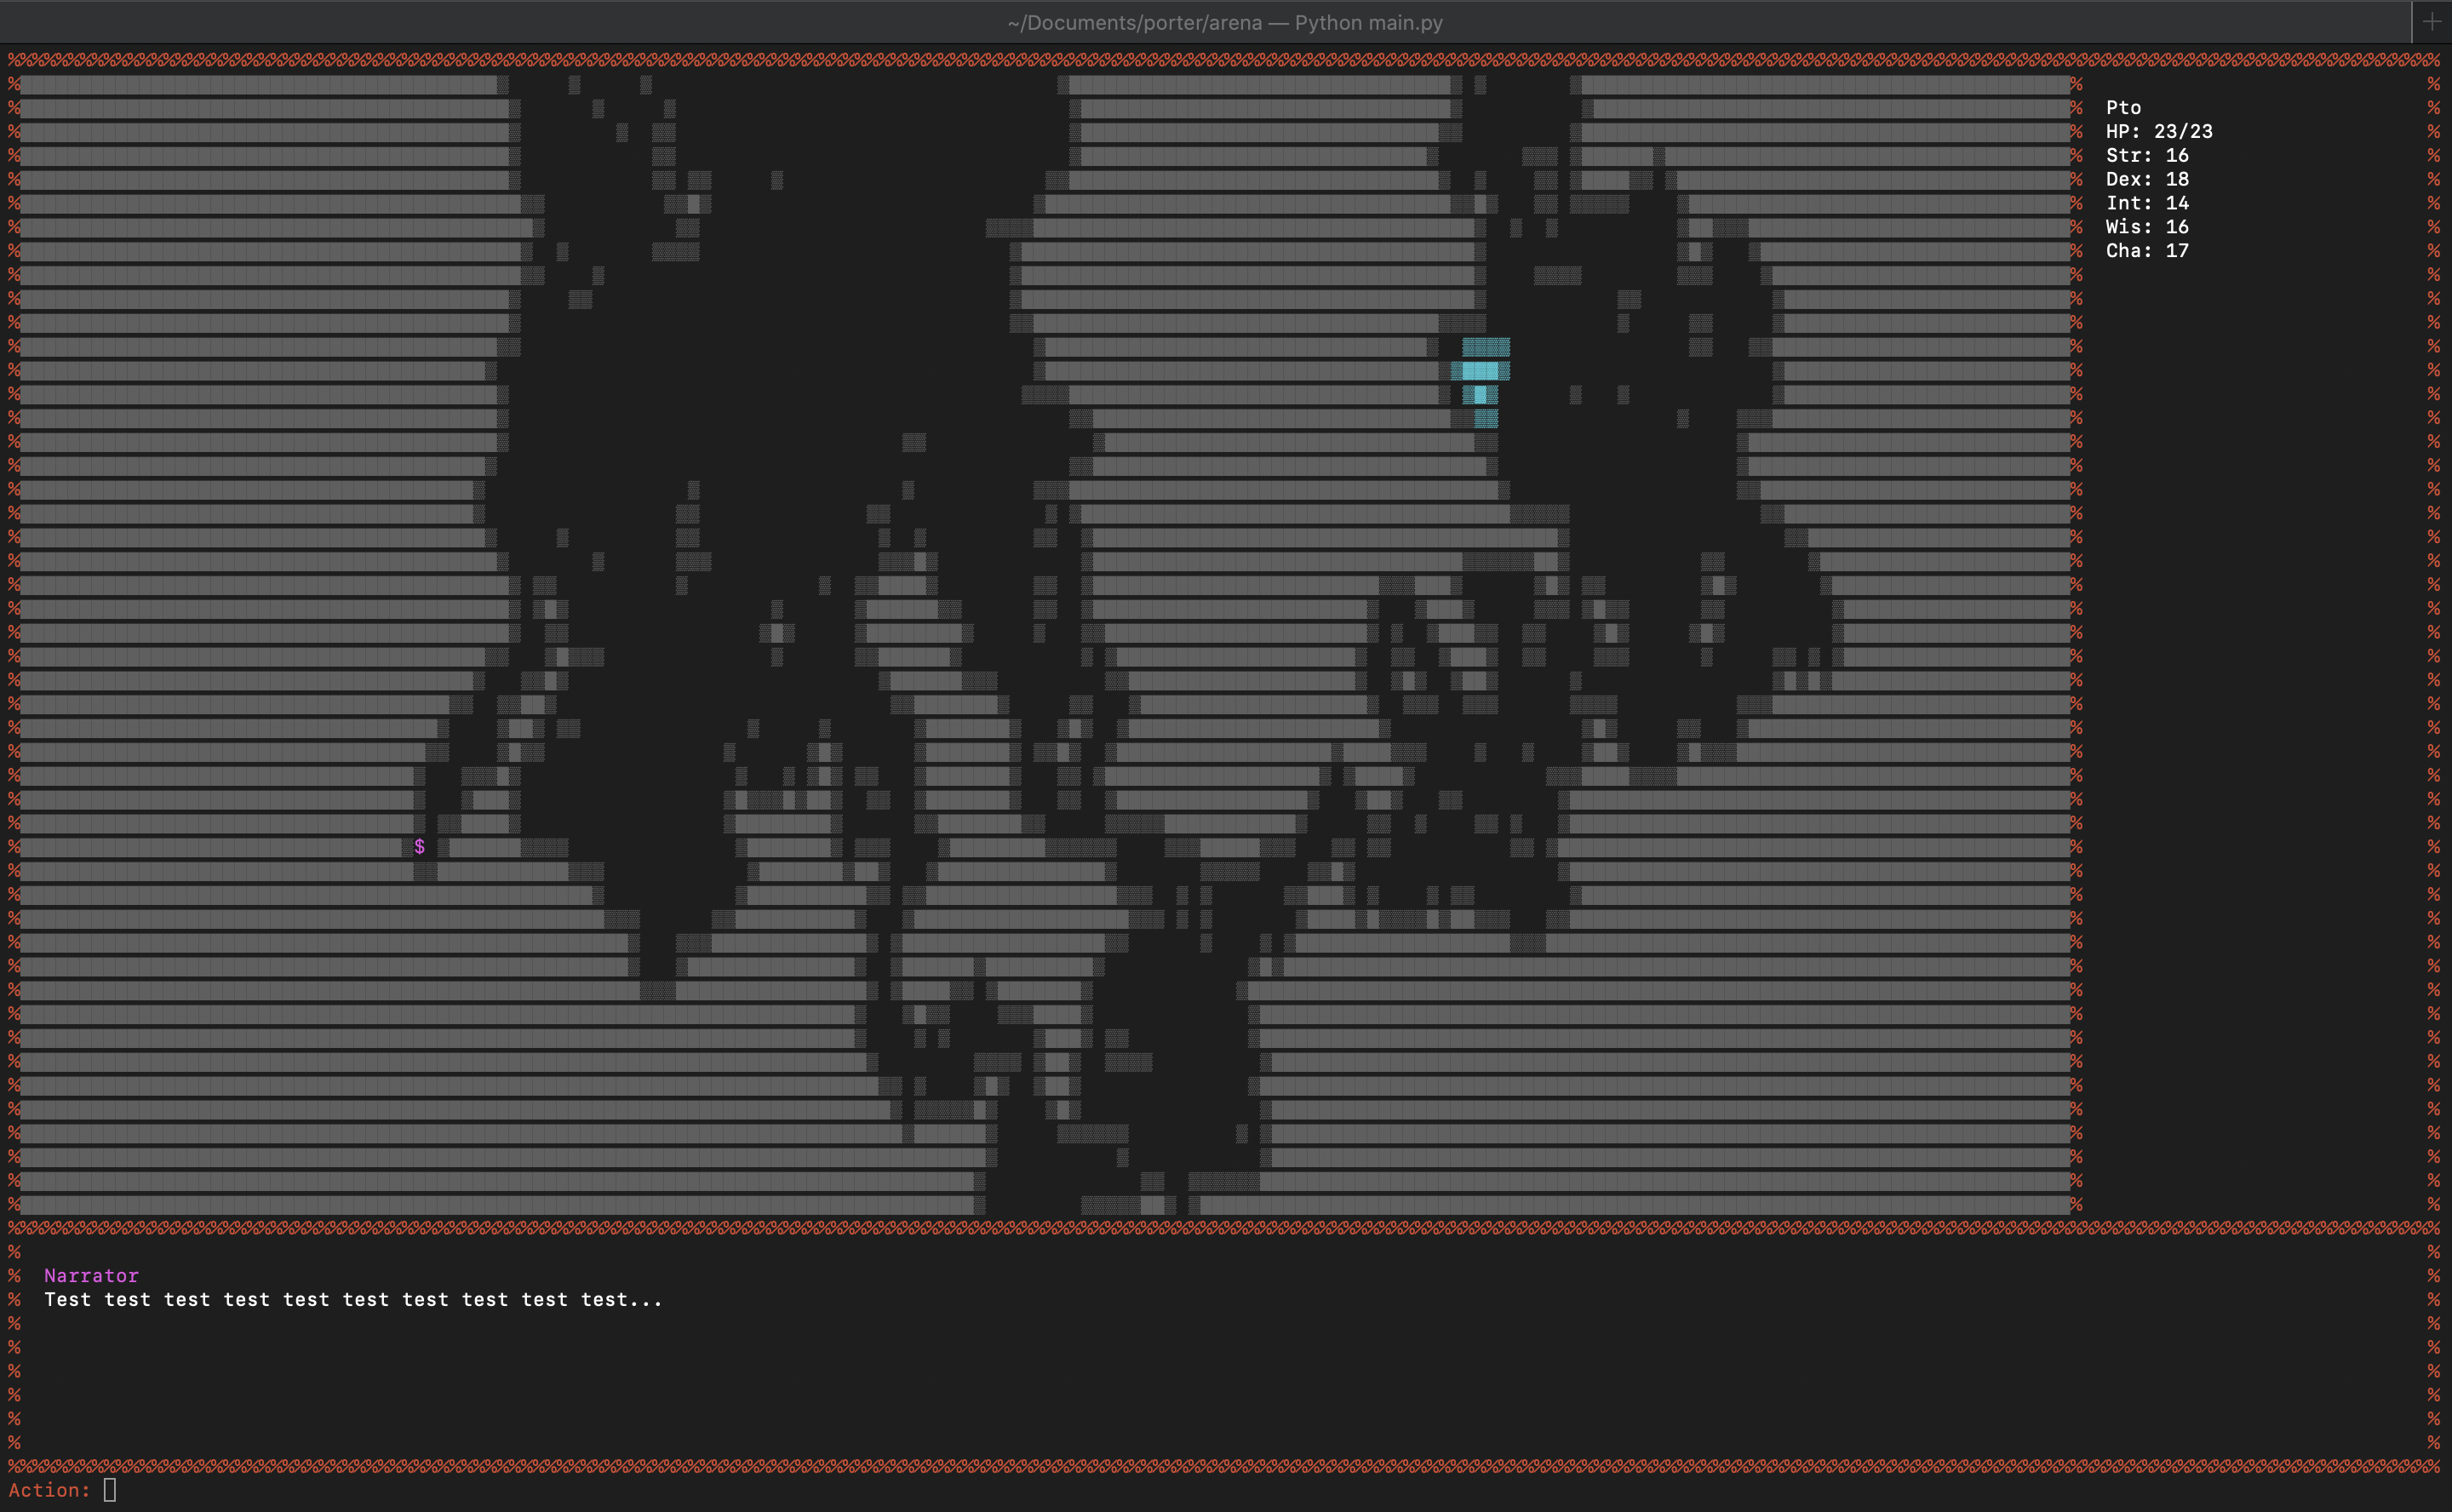 ~/Documents/porter/arena — Python main.py
Pto
HP: 23/23
Str: 16
Dex: 18
Int: 14
Wis: 16
Cha: 17
$
Narrator
Test test test test test test test test test test...
Action: